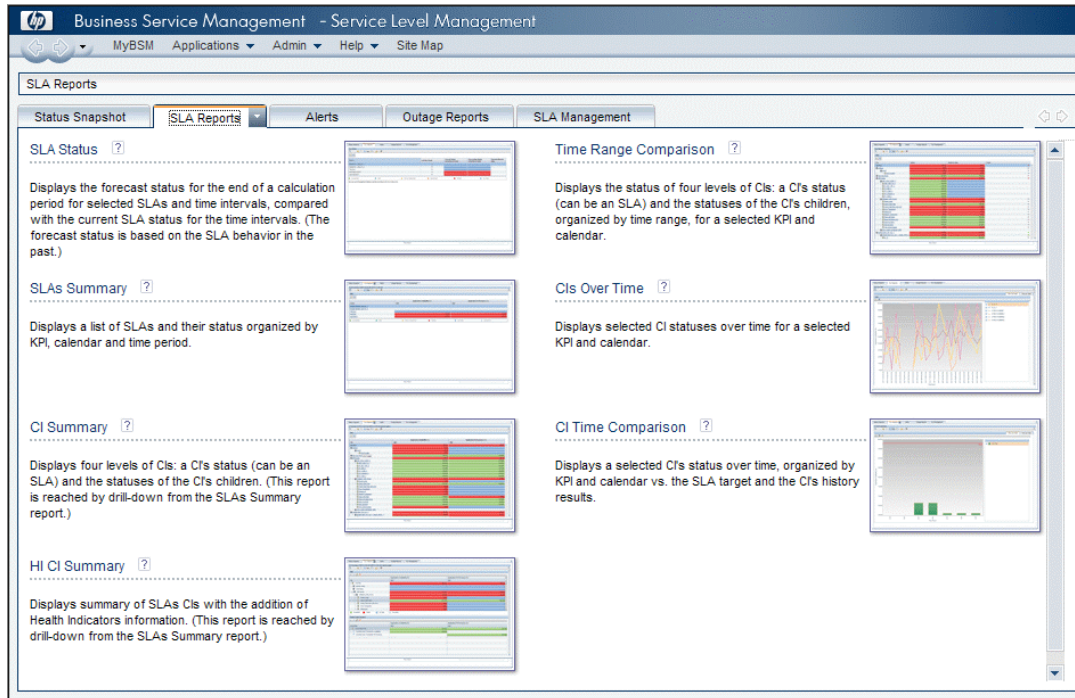 hp
Business Service Management - Service Level Management
MyBSM Applications Admin Help Site Map
SLA Reports
Status Snapshot SLA Reports Alerts Outage Reports SLA Management
SLA Status ?
Displays the forecast status for the end of a calculation
period for selected SLAs and time intervals, compared
with the current SLA status for the time intervals. (The
forecast status is based on the SLA behavior in the
past.)
Time Range Comparison ?
Displays the status of four levels of CIs: a CI's status
(can be an SLA) and the statuses of the CI's children,
organized by time range, for a selected KPI and
calendar.
SLAs Summary ?
Displays a list of SLAs and their status organized by
KPI, calendar and time period.
CIs Over Time ?
Displays selected CI statuses over time for a selected
KPI and calendar.
CI Summary ?
Displays four levels of CIs: a CI's status (can be an
SLA) and the statuses of the CI's children. (This report
is reached by drill-down from the SLAs Summary
report.)
CI Time Comparison ?
Displays a selected CI's status over time, organized by
KPI and calendar vs. the SLA target and the CI's history
results.
HI CI Summary ?
Displays summary of SLAs CIs with the addition of
Health Indicators information. (This report is reached by
drill-down from the SLAs Summary report.)